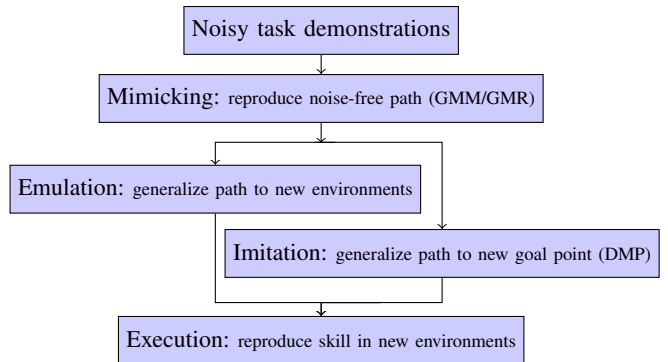 Noisy task demonstrations
Mimicking: reproduce noise-free path (GMM/GMR)
Emulation: generalize path to new environments
Imitation: generalize path to new goal point (DMP)
Execution: reproduce skill in new environments